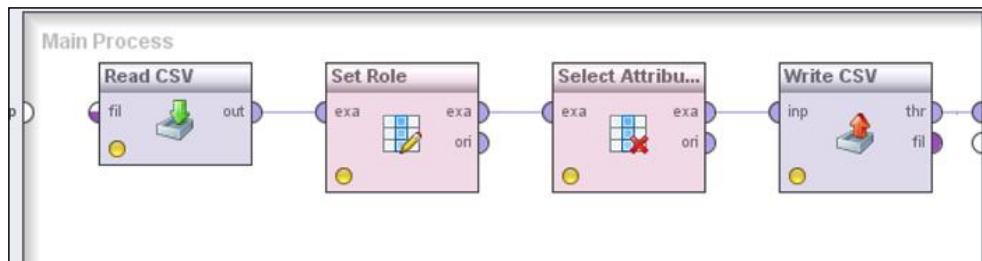 Main Process
Read CSV
fil
out
Set Role
exa
exa
ori
Select Attribu...
exa
exa
ori
Write CSV
inp
thr
fil